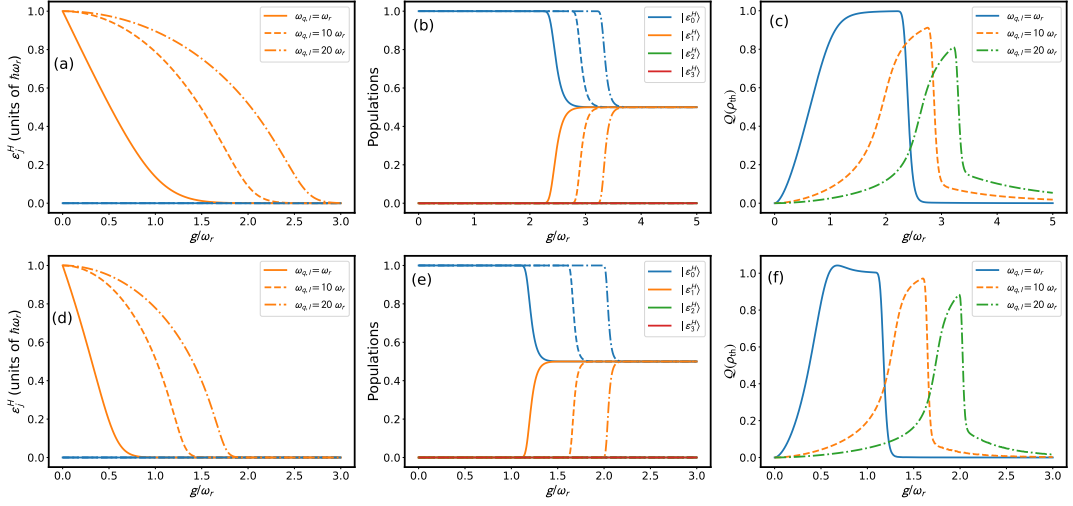 (a)
ε_j^H (units of ħω_r)
1.0
0.8
0.6
0.4
0.2
0.0
0.0 0.5 1.0 1.5 2.0 2.5 3.0
g/ω_r
ω_{q,i} = ω_r
ω_{q,i} = 10 ω_r
ω_{q,i} = 20 ω_r
(b)
Populations
1.0
0.8
0.6
0.4
0.2
0.0
0 1 2 3 4 5
g/ω_r
|ε_0^H⟩
|ε_1^H⟩
|ε_2^H⟩
|ε_3^H⟩
(c)
Q(ρ_th)
1.0
0.8
0.6
0.4
0.2
0.0
0 1 2 3 4 5
g/ω_r
ω_{q,i} = ω_r
ω_{q,i} = 10 ω_r
ω_{q,i} = 20 ω_r
(d)
ε_j^H (units of ħω_r)
1.0
0.8
0.6
0.4
0.2
0.0
0.0 0.5 1.0 1.5 2.0 2.5 3.0
g/ω_r
ω_{q,i} = ω_r
ω_{q,i} = 10 ω_r
ω_{q,i} = 20 ω_r
(e)
Populations
1.0
0.8
0.6
0.4
0.2
0.0
0.0 0.5 1.0 1.5 2.0 2.5 3.0
g/ω_r
|ε_0^H⟩
|ε_1^H⟩
|ε_2^H⟩
|ε_3^H⟩
(f)
Q(ρ_th)
1.0
0.8
0.6
0.4
0.2
0.0
0.0 0.5 1.0 1.5 2.0 2.5 3.0
g/ω_r
ω_{q,i} = ω_r
ω_{q,i} = 10 ω_r
ω_{q,i} = 20 ω_r